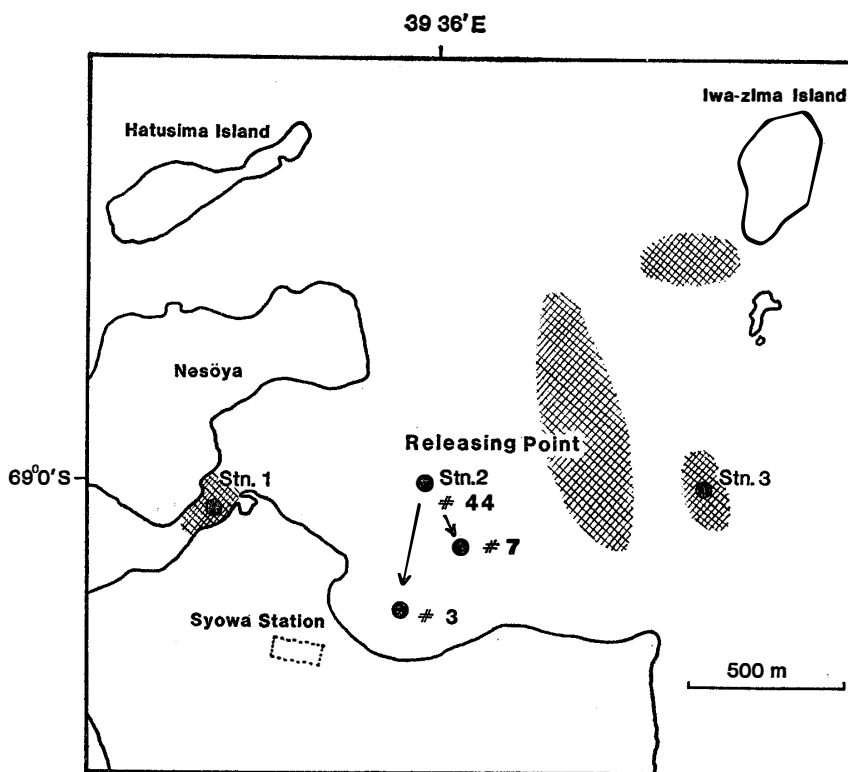 39 36′E
Iwa-zima Island
Hatusima Island
Nesöya
Releasing Point
69°0′S
Stn. 1
Stn.2
Stn. 3
# 44
# 7
# 3
Syowa Station
500 m